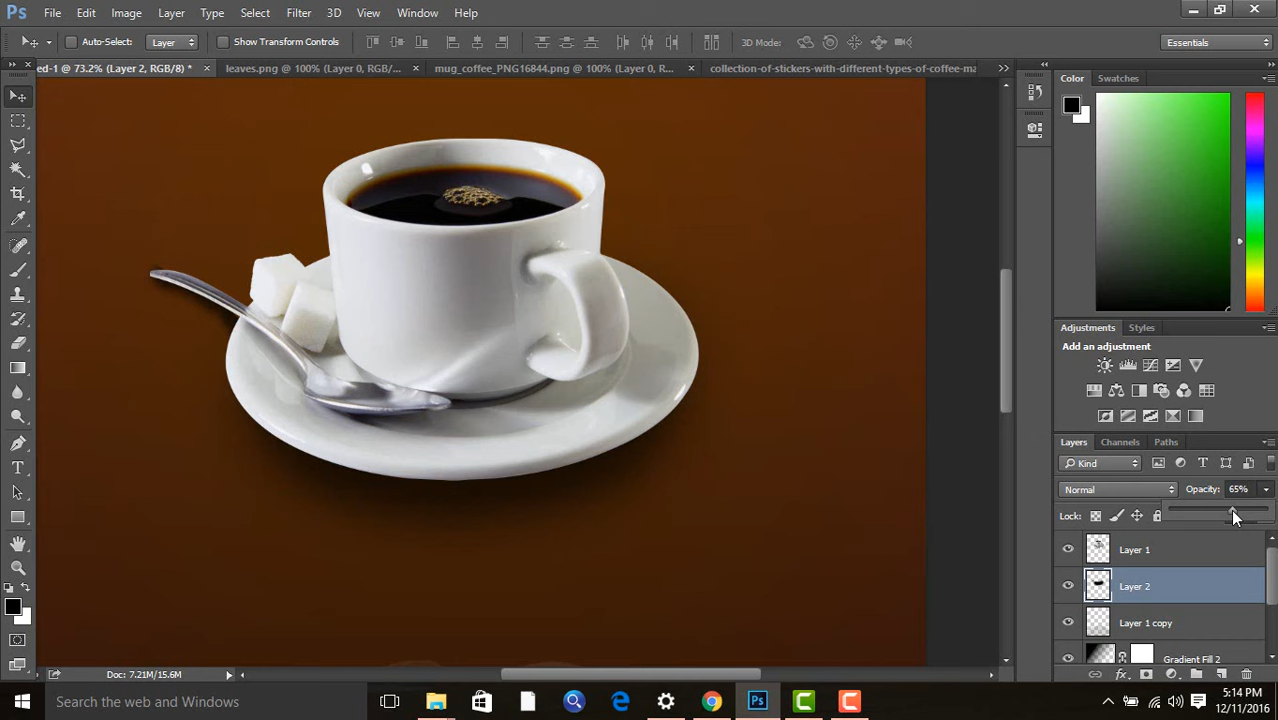 Ps File Edit Image Layer Type Select Filter 3D View Window Help
Auto-Select: Layer Show Transform Controls 3D Mode: Essentials
ed-1 @ 73.2% (Layer 2, RGB/8) * × leaves.png @ 100% (Layer 0, RGB/... × mug_coffee_PNG16844.png @ 100% (Layer 0, R... × collection-of-stickers-with-different-types-of-coffee-ma
Color Swatches
Adjustments Styles
Add an adjustment
Layers Channels Paths
Kind
Normal Opacity: 65%
Lock:
Layer 1
Layer 2
Layer 1 copy
Gradient Fill 2
Doc: 7.21M/15.6M
Search the web and Windows
5:14 PM
12/11/2016